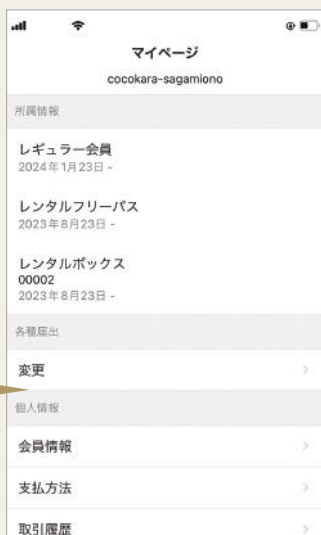 マイページ
cocokara-sagamiono
所属情報
レギュラー会員
2024年1月23日 -
レンタルフリーパス
2023年8月23日 -
レンタルボックス
00002
2023年8月23日 -
各種届出
変更
個人情報
会員情報
支払方法
取引履歴